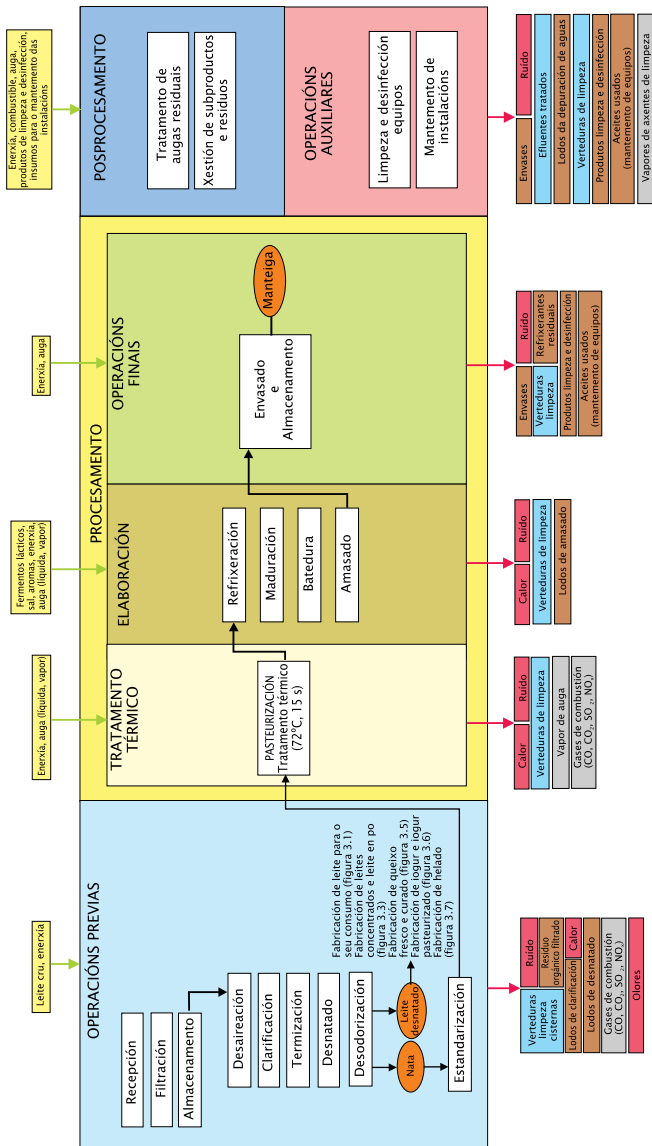 Leite cru, enerxía
Enerxía, auga (líquida, vapor)
Fermentos lácticos,
sal, aromas, enerxía,
auga (líquida, vapor)
Enerxía, auga
Enerxía, combustible, auga,
produtos de limpeza e desinfección,
insumos para o mantemento das
instalacións
OPERACIÓNS PREVIAS
Recepción
Filtración
Almacenamento
Desaireación
Clarificación
Termización
Desnatado
Desodorización
Nata
Leite
desnatado
Estandarización
Fabricación de leite para o
seu consumo (figura 3.1)
Fabricación de leites
concentrados e leite en po
(figura 3.3)
Fabricación de queixo
fresco e curado (figura 3.5)
Fabricación de iogur e iogur
pasteurizado (figura 3.6)
Fabricación de helado
(figura 3.7)
PROCESAMENTO
TRATAMENTO
TÉRMICO
PASTEURIZACIÓN
Tratamento térmico
(72°C, 15 s)
ELABORACIÓN
Refrixeración
Maduración
Batedura
Amasado
OPERACIÓNS
FINAIS
Envasado
e
Almacenamento
Manteiga
POSPROCESAMENTO
Tratamento de
augas residuais
Xestión de subproductos
e residuos
OPERACIÓNS
AUXILIARES
Limpeza e desinfección
equipos
Mantemento de
instalacións
Verteduras
limpeza
cisternas
Ruído
Residuo
orgánico filtrado
Lodos de clarificación
Calor
Lodos de desnatado
Gases de combustión
(CO, CO₂, SO ₂, NOₓ)
Olores
Calor
Ruído
Verteduras de limpeza
Vapor de auga
Gases de combustión
(CO, CO₂, SO ₂, NOₓ)
Calor
Ruído
Verteduras de limpeza
Lodos de amasado
Envases
Ruído
Verteduras
limpeza
Refrixerantes
residuais
Produtos limpeza e desinfección
Aceites usados
(mantemento de equipos)
Envases
Ruído
Efluentes tratados
Lodos da depuración de aguas
Verteduras de limpeza
Produtos limpeza e desinfección
Aceites usados
(mantemento de equipos)
Vapores de axentes de limpeza